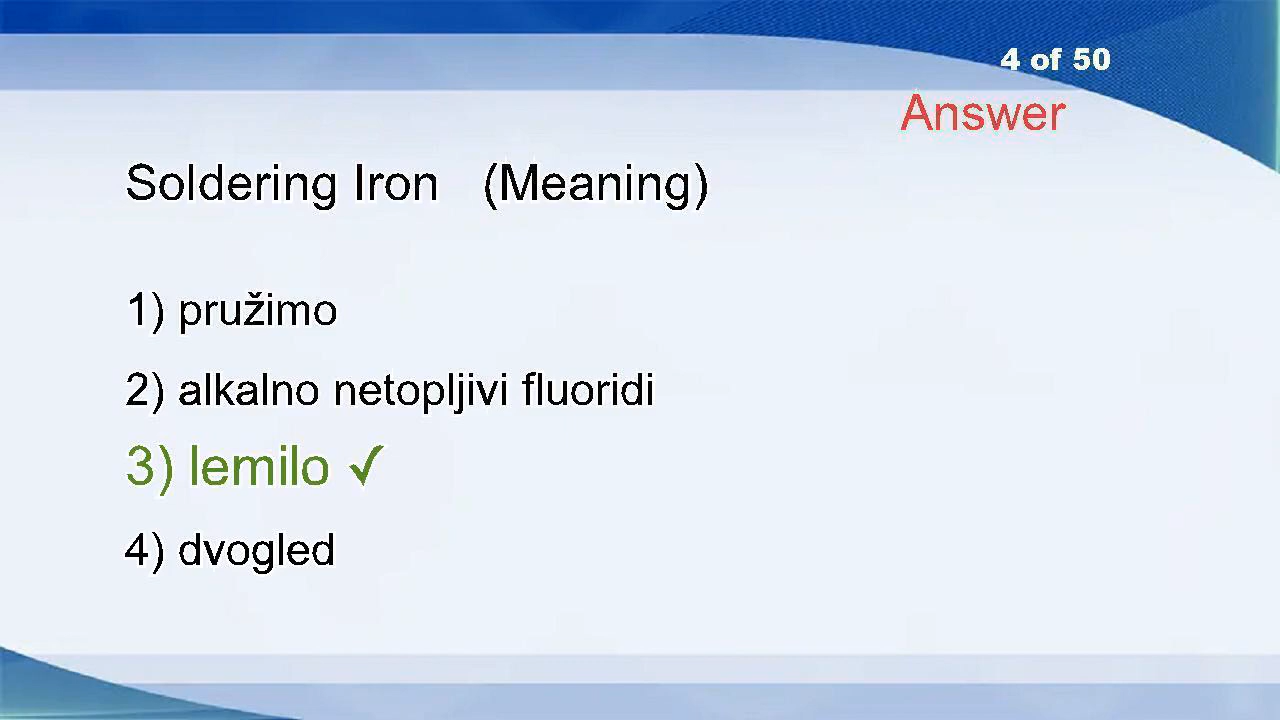 4 of 50
Answer
Soldering Iron (Meaning)
1) pružimo
2) alkalno netopljivi fluoridi
3) lemilo ✓
4) dvogled